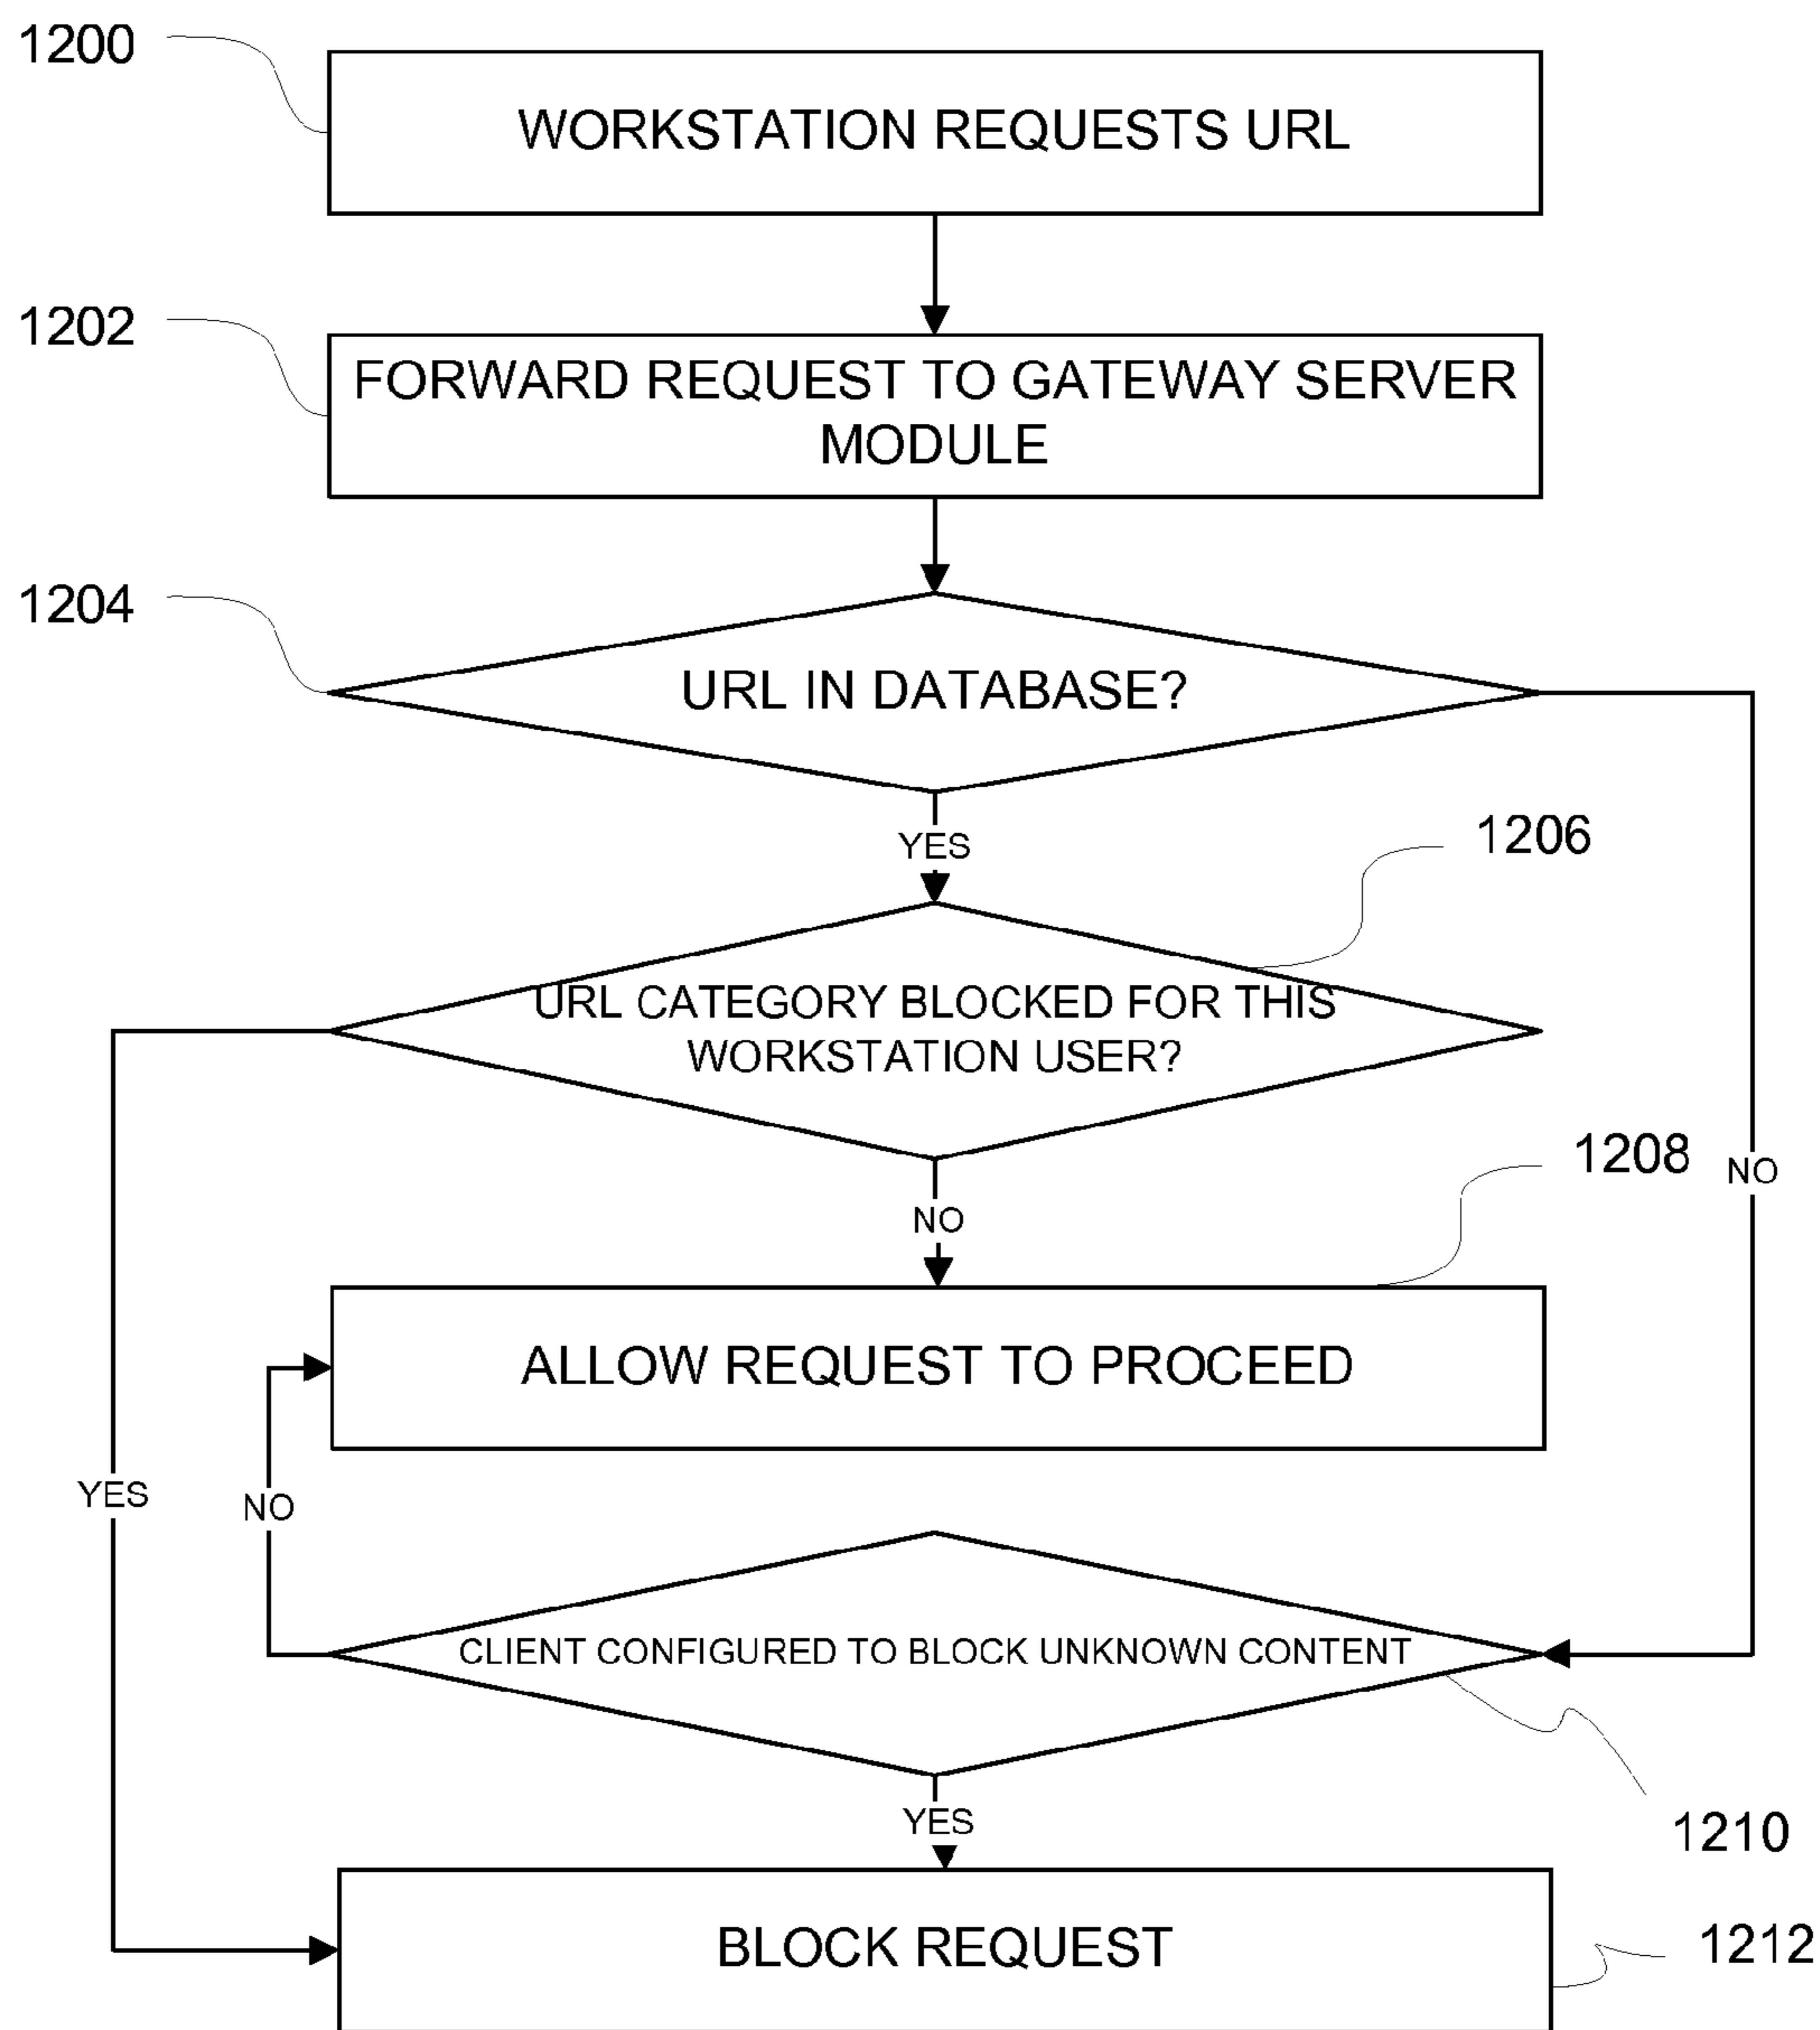 1200
WORKSTATION REQUESTS URL
1202
FORWARD REQUEST TO GATEWAY SERVER
MODULE
1204
URL IN DATABASE?
YES
1206
URL CATEGORY BLOCKED FOR THIS
WORKSTATION USER?
1208
NO
NO
ALLOW REQUEST TO PROCEED
YES
NO
CLIENT CONFIGURED TO BLOCK UNKNOWN CONTENT
YES
1210
BLOCK REQUEST
1212